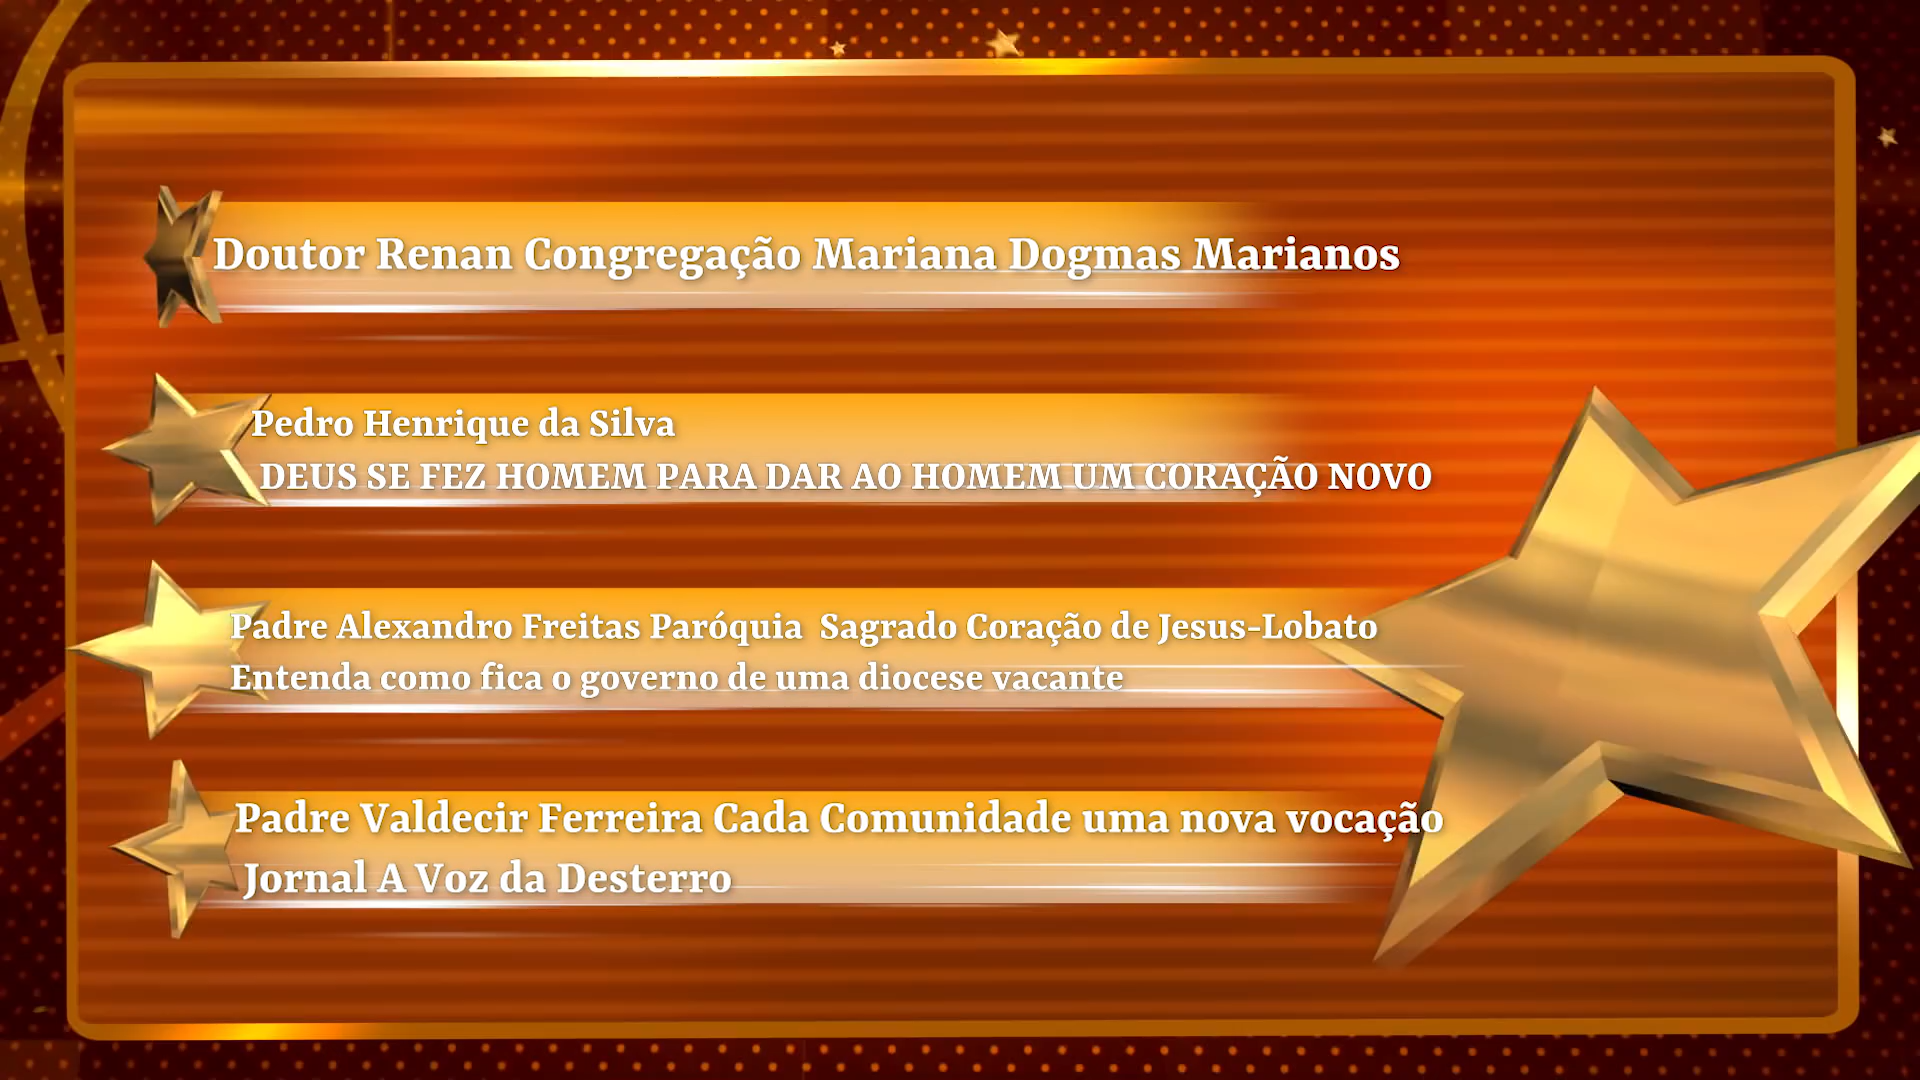 Doutor Renan Congregação Mariana Dogmas Marianos
Pedro Henrique da Silva
DEUS SE FEZ HOMEM PARA DAR AO HOMEM UM CORAÇÃO NOVO
Padre Alexandro Freitas Paróquia  Sagrado Coração de Jesus-Lobato
Entenda como fica o governo de uma diocese vacante
Padre Valdecir Ferreira Cada Comunidade uma nova vocação
Jornal A Voz da Desterro